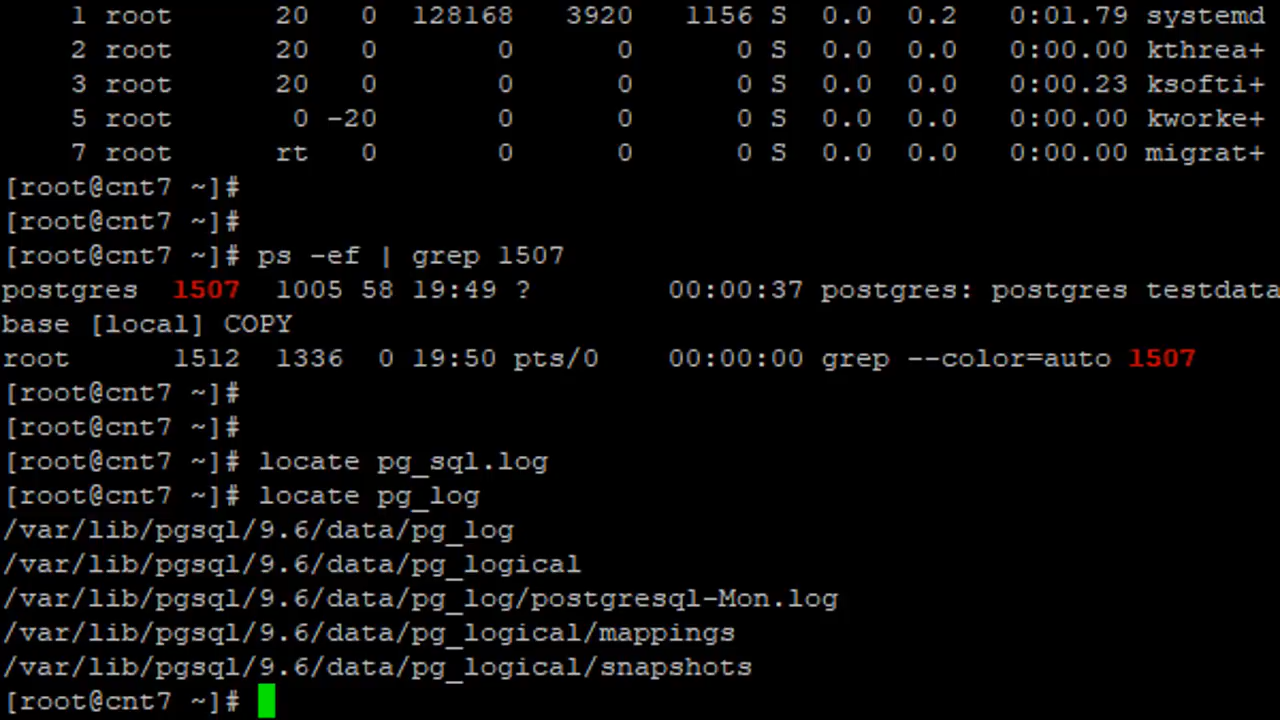 1 root 20 0 128168 3920 1156 S 0.0 0.2 0:01.79 systemd
2 root 20 0 0 0 0 S 0.0 0.0 0:00.00 kthrea+
3 root 20 0 0 0 0 S 0.0 0.0 0:00.23 ksofti+
5 root 0 -20 0 0 0 S 0.0 0.0 0:00.00 kworke+
7 root rt 0 0 0 0 S 0.0 0.0 0:00.00 migrat+
[root@cnt7 ~]#
[root@cnt7 ~]#
[root@cnt7 ~]# ps -ef | grep 1507
postgres 1507 1005 58 19:49 ? 00:00:37 postgres: postgres testdata
base [local] COPY
root 1512 1336 0 19:50 pts/0 00:00:00 grep --color=auto 1507
[root@cnt7 ~]#
[root@cnt7 ~]#
[root@cnt7 ~]# locate pg_sql.log
[root@cnt7 ~]# locate pg_log
/var/lib/pgsql/9.6/data/pg_log
/var/lib/pgsql/9.6/data/pg_logical
/var/lib/pgsql/9.6/data/pg_log/postgresql-Mon.log
/var/lib/pgsql/9.6/data/pg_logical/mappings
/var/lib/pgsql/9.6/data/pg_logical/snapshots
[root@cnt7 ~]#